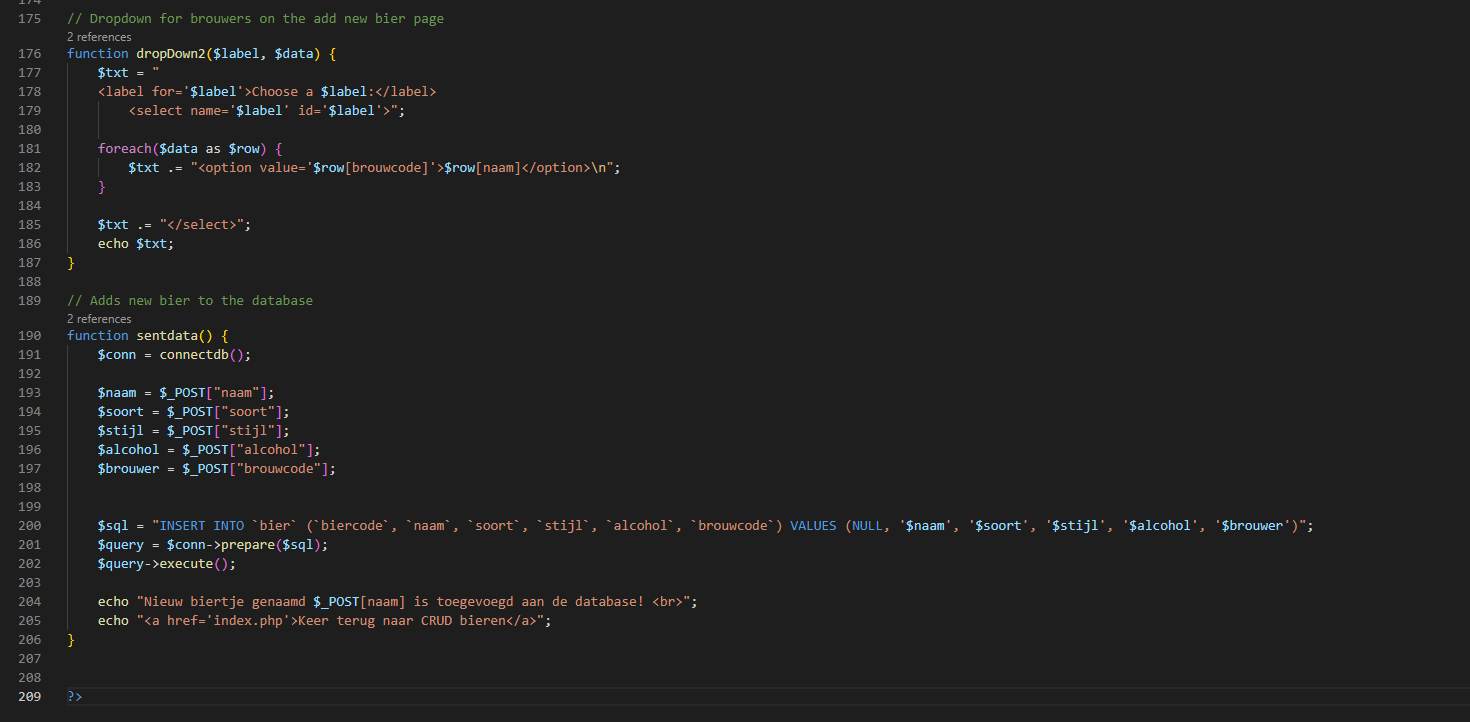 174
175 // Dropdown for brouwers on the add new bier page
2 references
176 function dropDown2($label, $data) {
177 $txt = "
178 <label for='$label'>Choose a $label:</label>
179 <select name='$label' id='$label'>";
180
181 foreach($data as $row) {
182 $txt .= "<option value='$row[brouwcode]'>$row[naam]</option>\n";
183 }
184
185 $txt .= "</select>";
186 echo $txt;
187 }
188
189 // Adds new bier to the database
2 references
190 function sentdata() {
191 $conn = connectdb();
192
193 $naam = $_POST["naam"];
194 $soort = $_POST["soort"];
195 $stijl = $_POST["stijl"];
196 $alcohol = $_POST["alcohol"];
197 $brouwer = $_POST["brouwcode"];
198
199
200 $sql = "INSERT INTO `bier` (`biercode`, `naam`, `soort`, `stijl`, `alcohol`, `brouwcode`) VALUES (NULL, '$naam', '$soort', '$stijl', '$alcohol', '$brouwer')";
201 $query = $conn->prepare($sql);
202 $query->execute();
203
204 echo "Nieuw biertje genaamd $_POST[naam] is toegevoegd aan de database! <br>";
205 echo "<a href='index.php'>Keer terug naar CRUD bieren</a>";
206 }
207
208
209 ?>